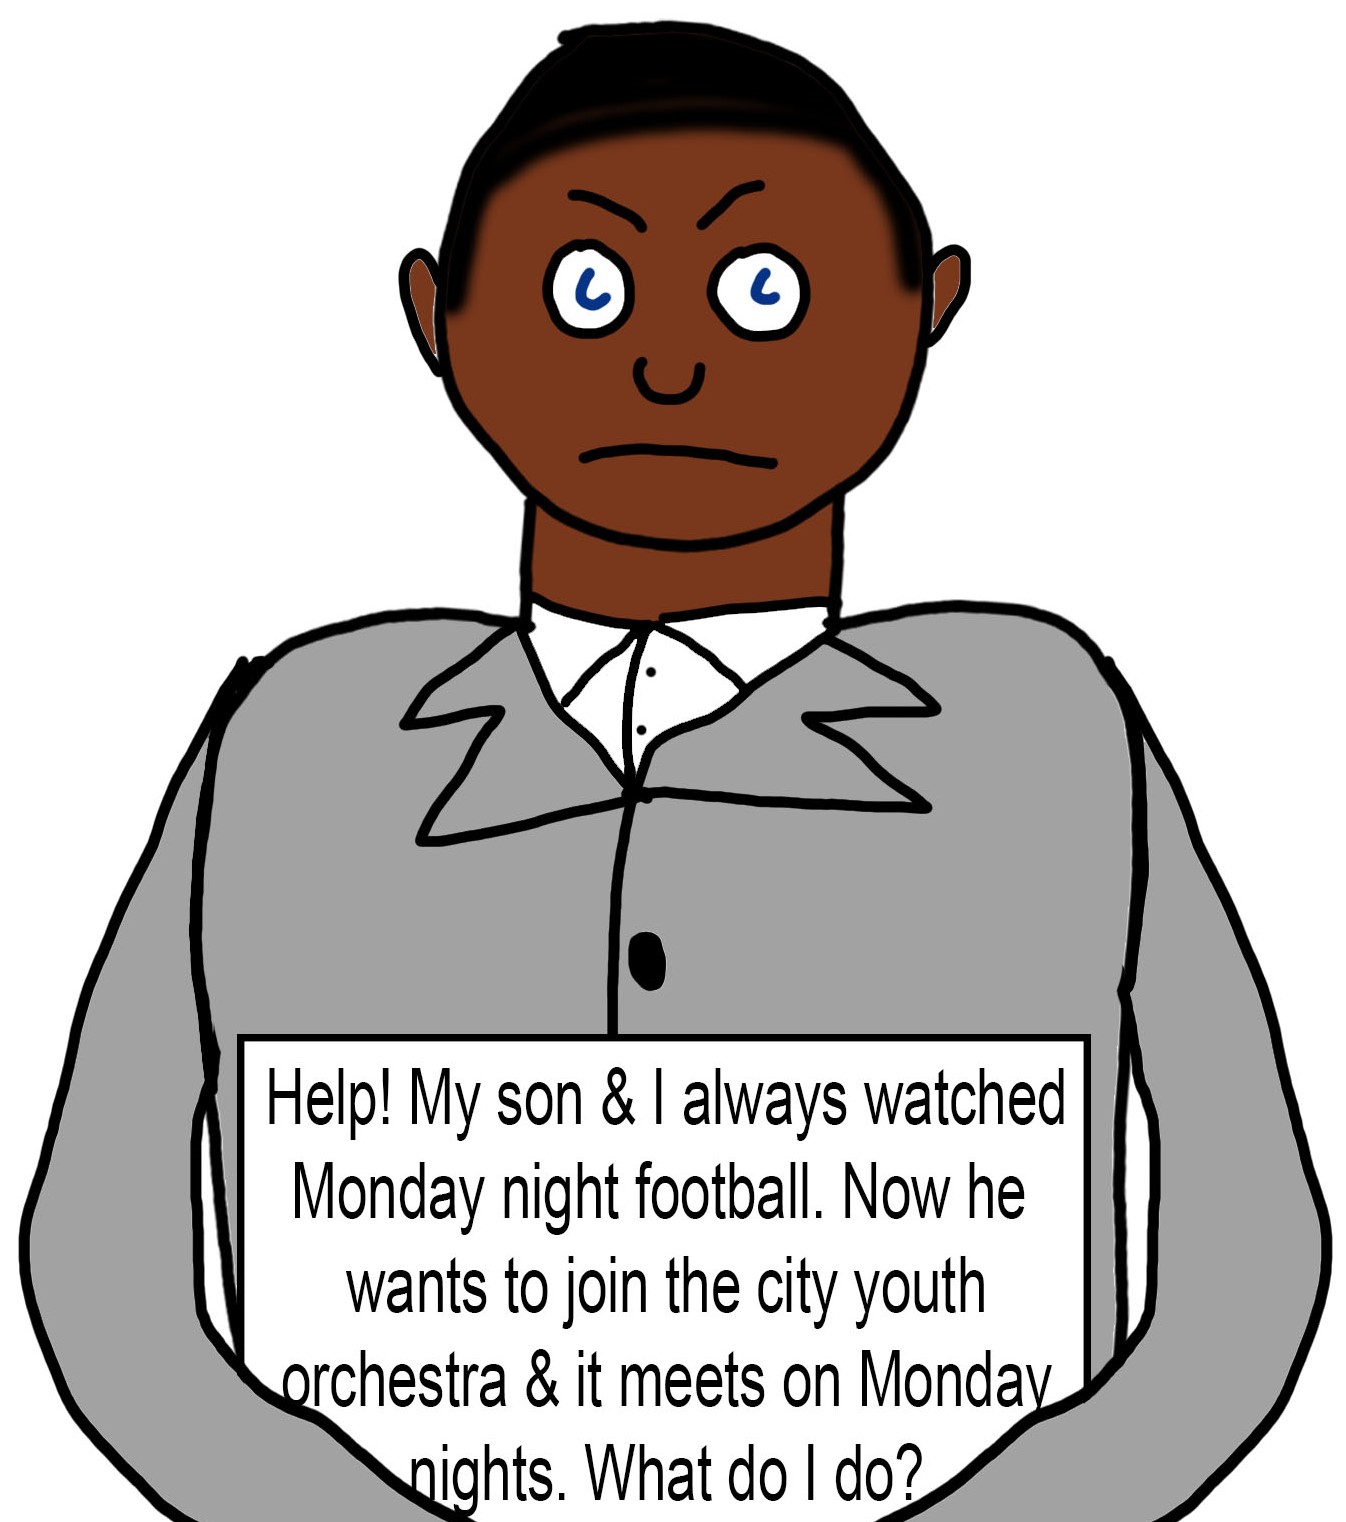 Help! My son & I always watched
Monday night football. Now he
wants to join the city youth
orchestra & it meets on Monday
nights. What do I do?